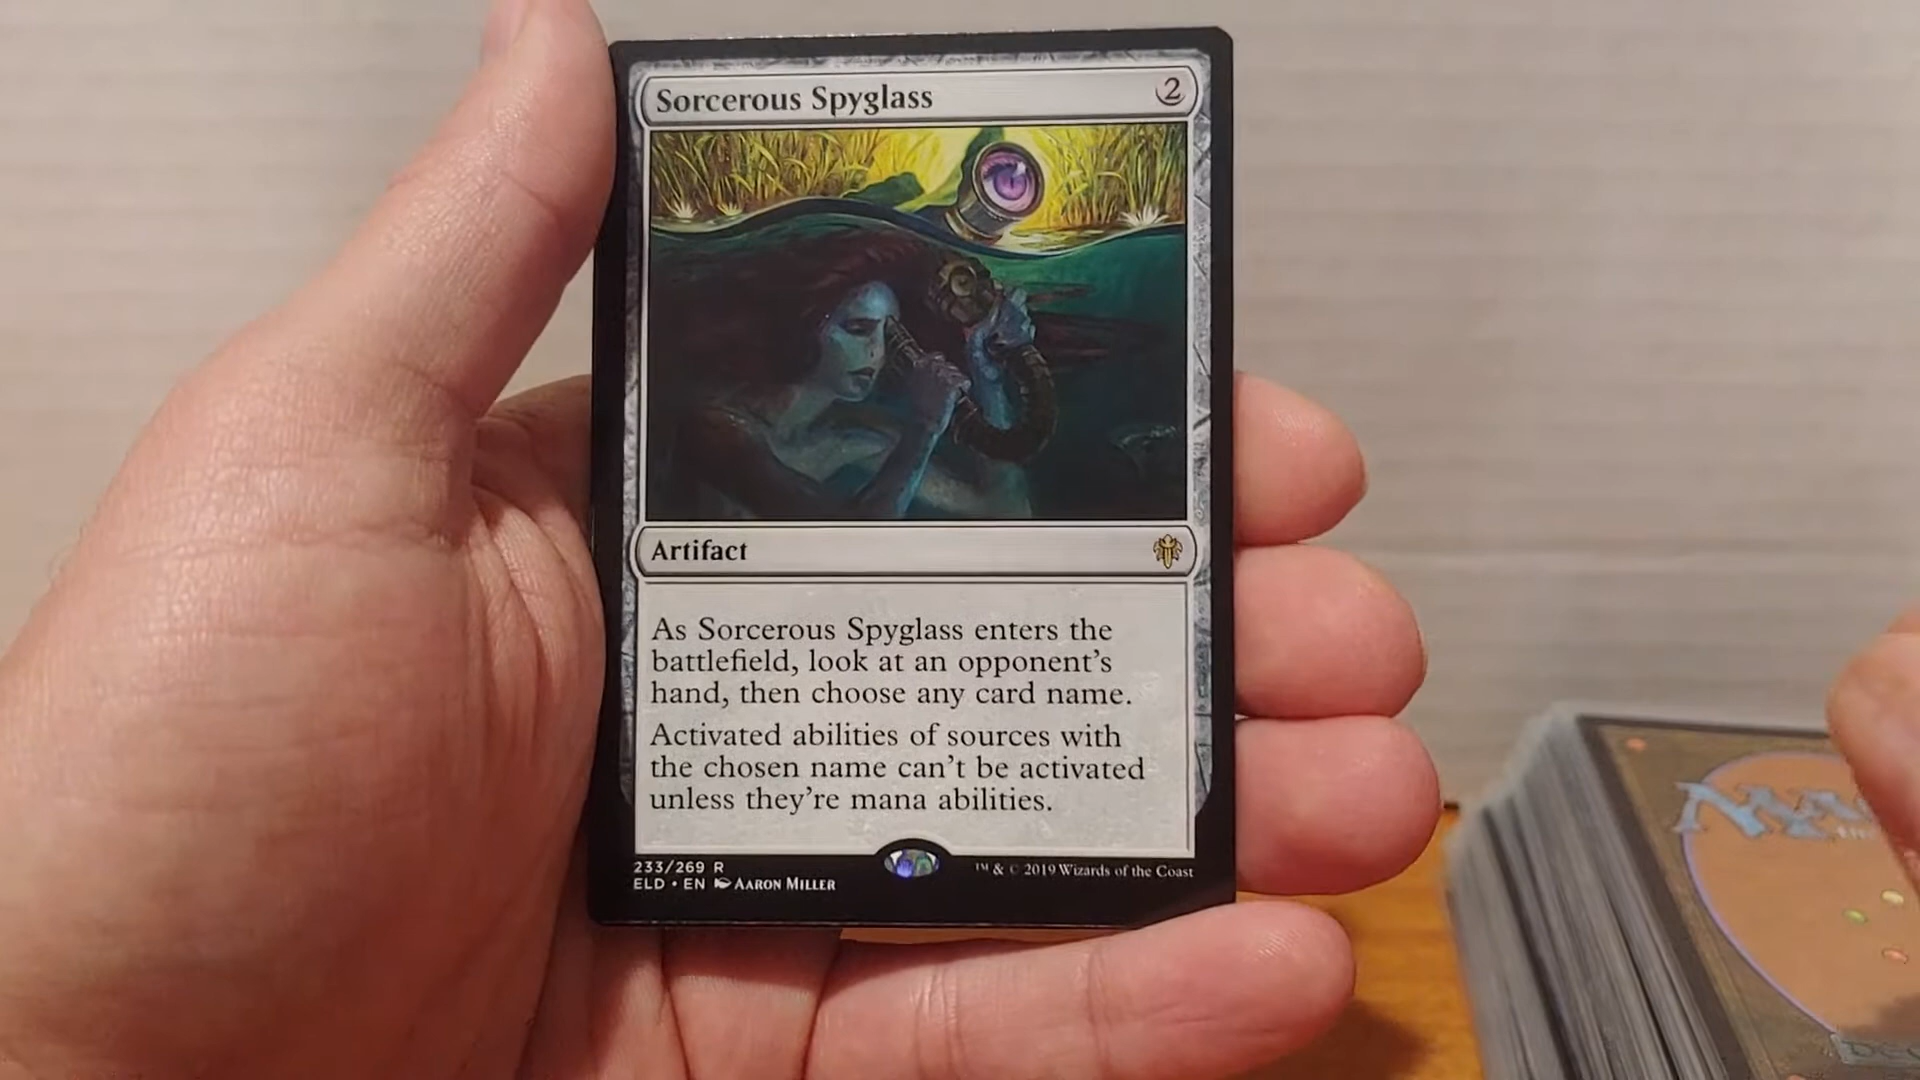 Sorcerous Spyglass 2
Artifact
As Sorcerous Spyglass enters the
battlefield, look at an opponent's
hand, then choose any card name.
Activated abilities of sources with
the chosen name can't be activated
unless they're mana abilities.
233/269 R
ELD • EN AARON MILLER
™ & © 2019 Wizards of the Coast